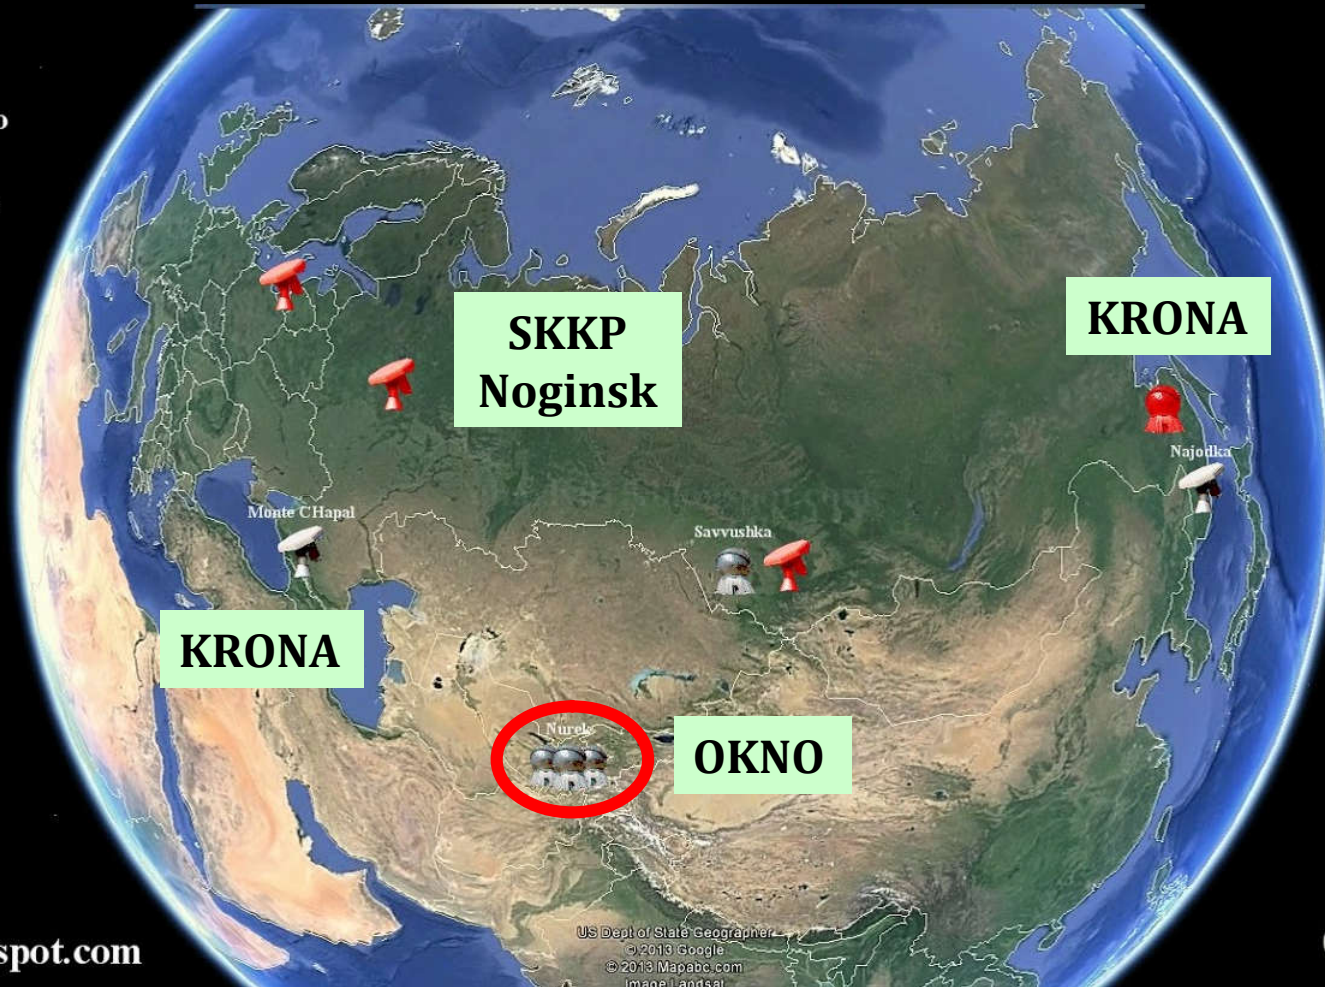 SKKP
Noginsk
KRONA
Najodka
Monte CHapal
Savvushka
KRONA
Nurek
OKNO
US Dept of State Geographer
© 2013 Google
© 2013 Mapabc.com
Image Landsat
spot.com